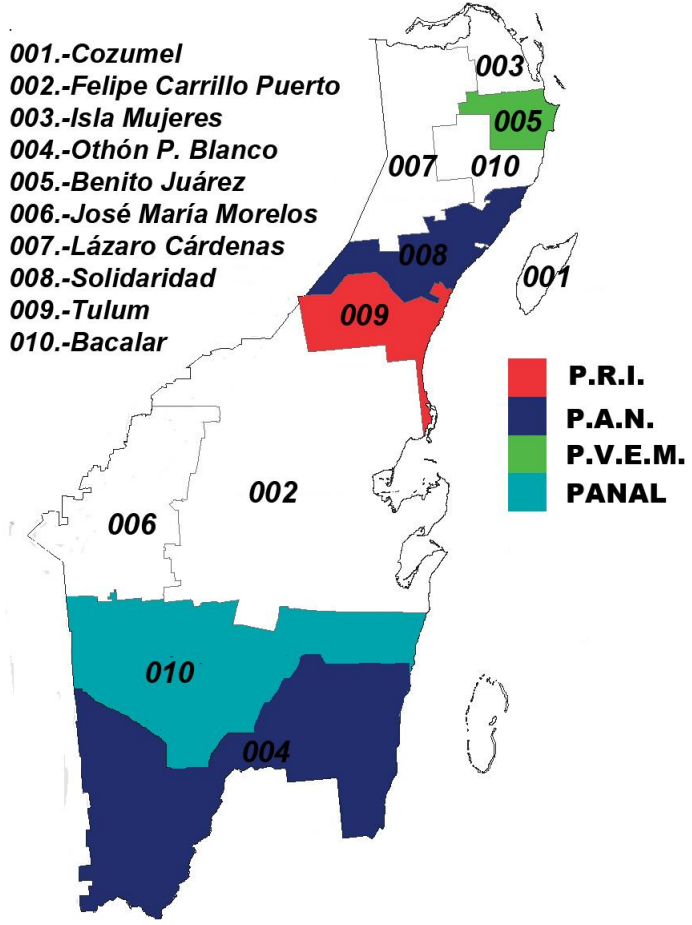 001.-Cozumel
002.-Felipe Carrillo Puerto
003.-Isla Mujeres
004.-Othón P. Blanco
005.-Benito Juárez
006.-José María Morelos
007.-Lázaro Cárdenas
008.-Solidaridad
009.-Tulum
010.-Bacalar
003
005
007
010
008
001
009
P.R.I.
P.A.N.
P.V.E.M.
PANAL
002
006
010
004